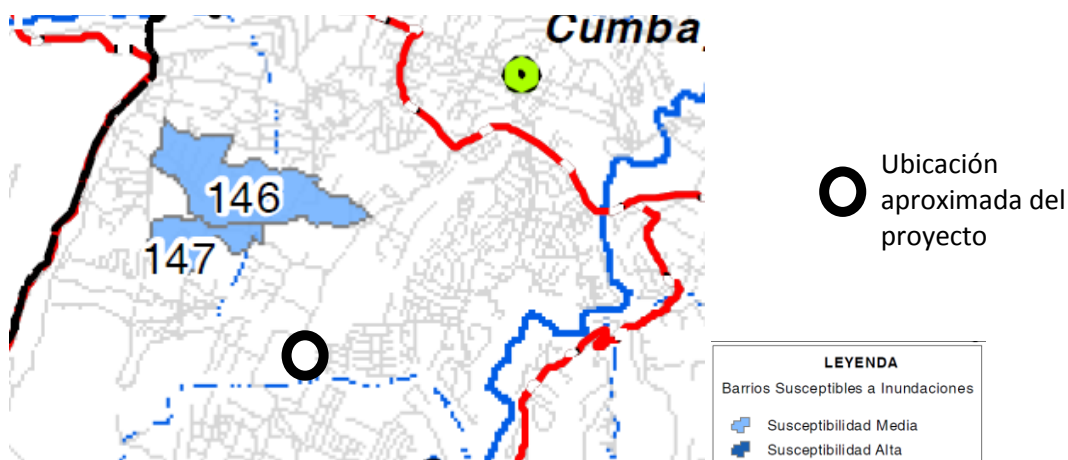 Cumba
146
147
Ubicación
aproximada del
proyecto
LEYENDA
Barrios Susceptibles a Inundaciones
Susceptibilidad Media
Susceptibilidad Alta